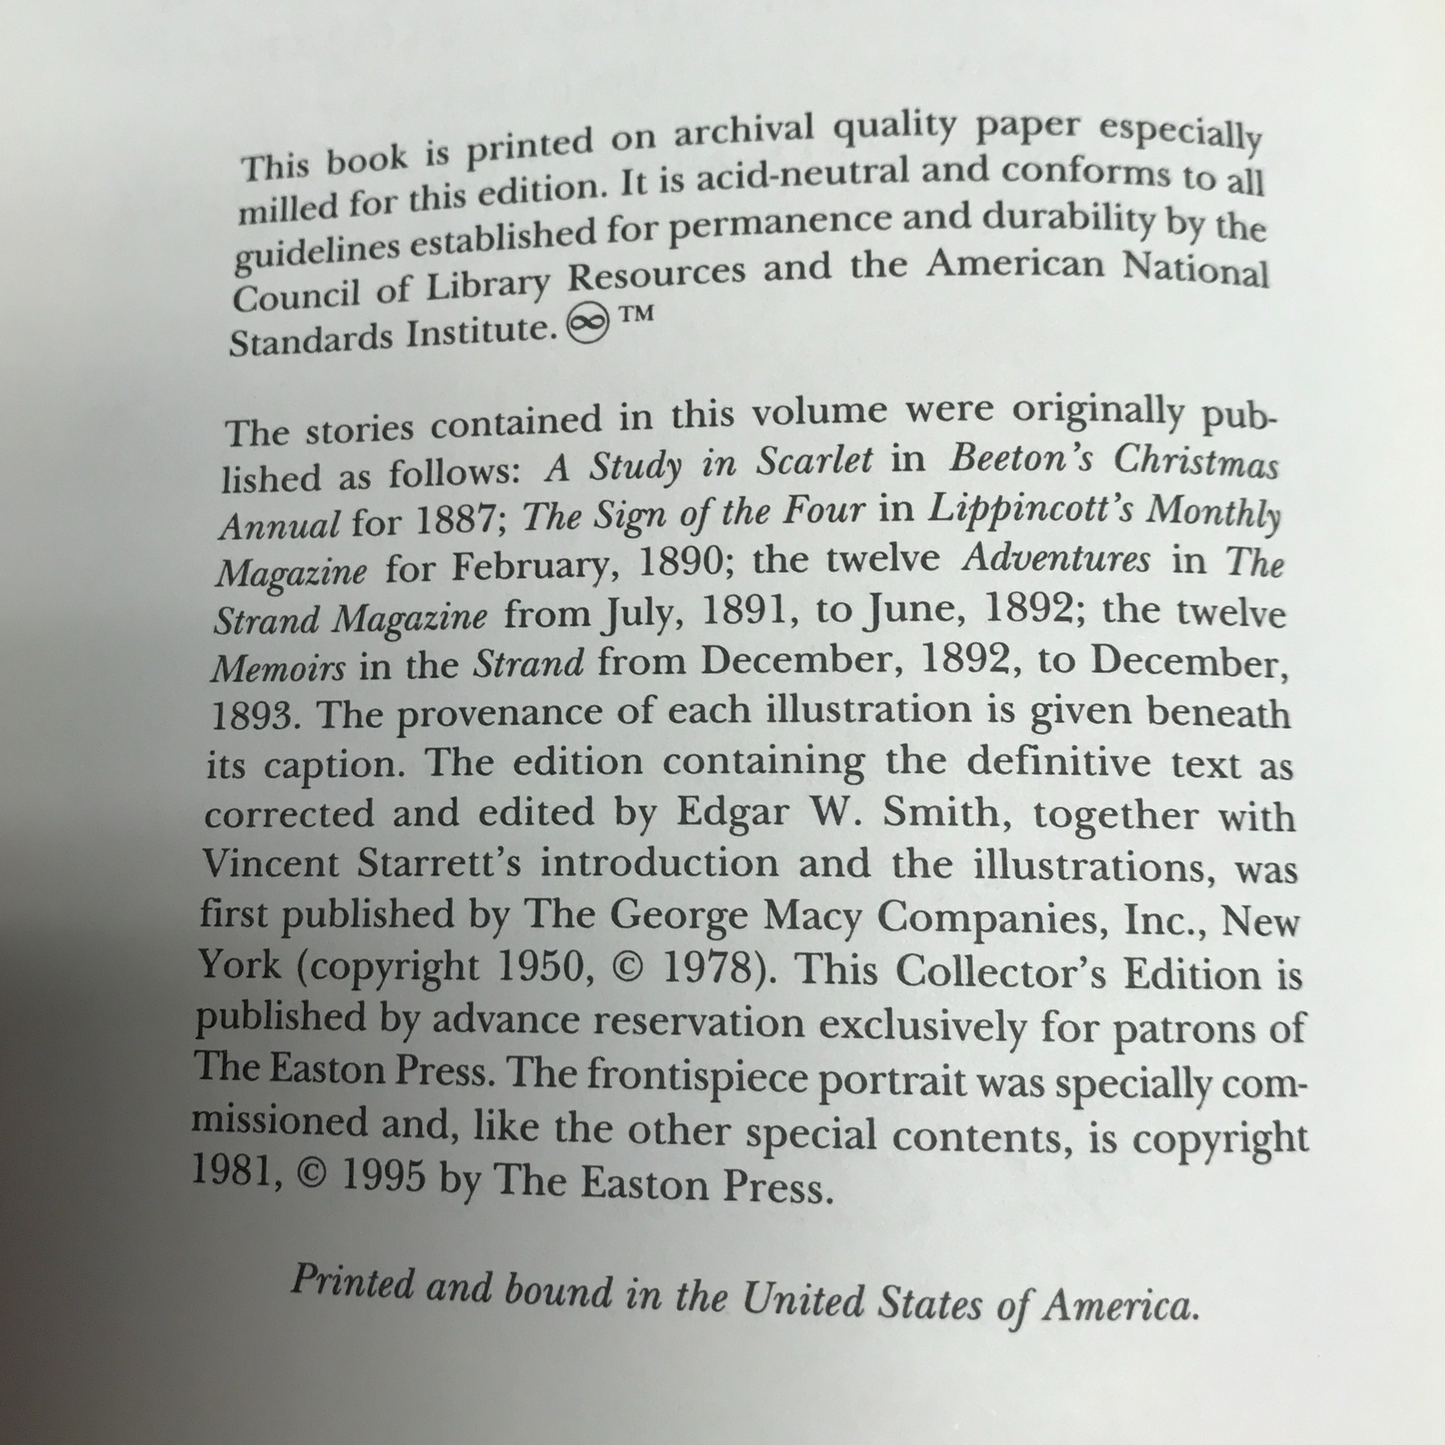 This book is printed on archival quality paper especially
milled for this edition. It is acid-neutral and conforms to all
guidelines established for permanence and durability by the
Council of Library Resources and the American National
Standards Institute. ♾ ™
The stories contained in this volume were originally pub-
lished as follows: A Study in Scarlet in Beeton's Christmas
Annual for 1887; The Sign of the Four in Lippincott's Monthly
Magazine for February, 1890; the twelve Adventures in The
Strand Magazine from July, 1891, to June, 1892; the twelve
Memoirs in the Strand from December, 1892, to December,
1893. The provenance of each illustration is given beneath
its caption. The edition containing the definitive text as
corrected and edited by Edgar W. Smith, together with
Vincent Starrett's introduction and the illustrations, was
first published by The George Macy Companies, Inc., New
York (copyright 1950, © 1978). This Collector's Edition is
published by advance reservation exclusively for patrons of
The Easton Press. The frontispiece portrait was specially com-
missioned and, like the other special contents, is copyright
1981, © 1995 by The Easton Press.
Printed and bound in the United States of America.